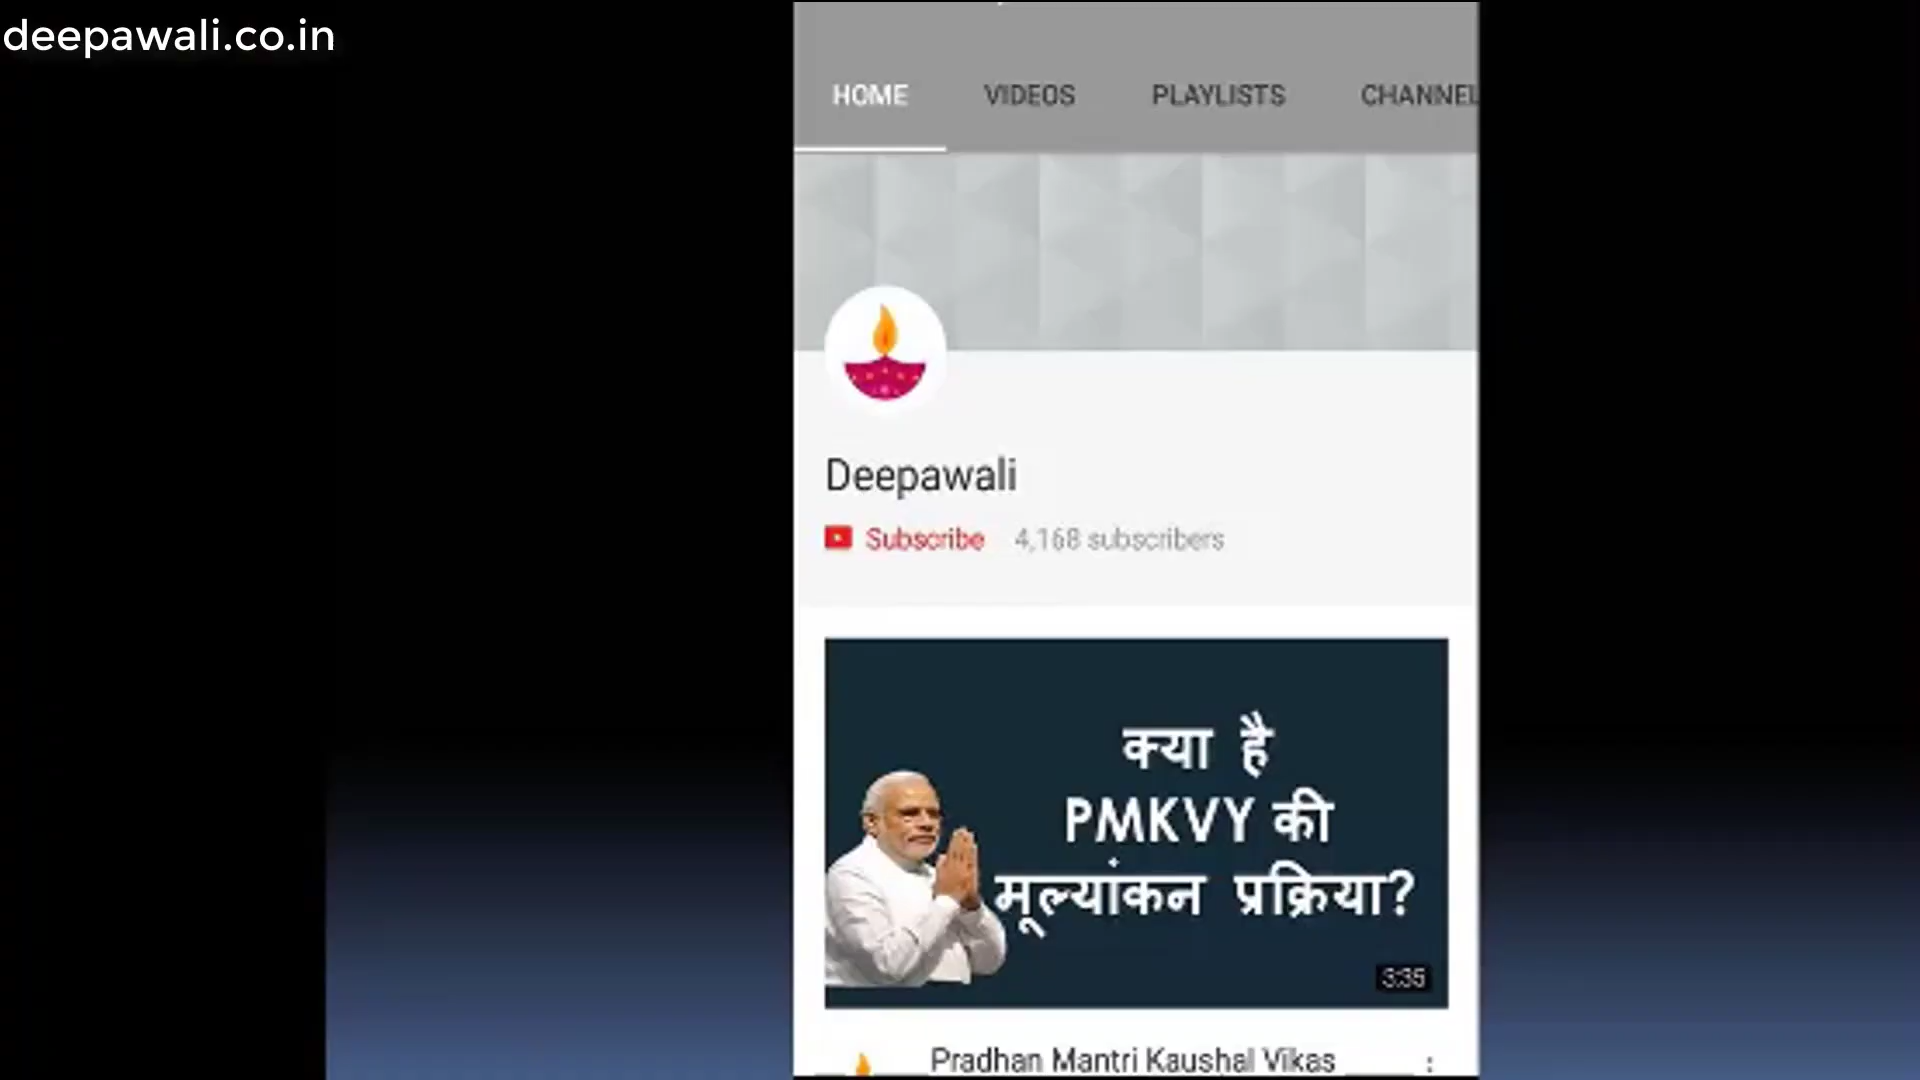 deepawali.co.in
HOME VIDEOS PLAYLISTS CHANNEL
Deepawali
Subscribe 4,168 subscribers
क्या है
PMKVY की
मूल्यांकन प्रक्रिया?
3:35
Pradhan Mantri Kaushal Vikas